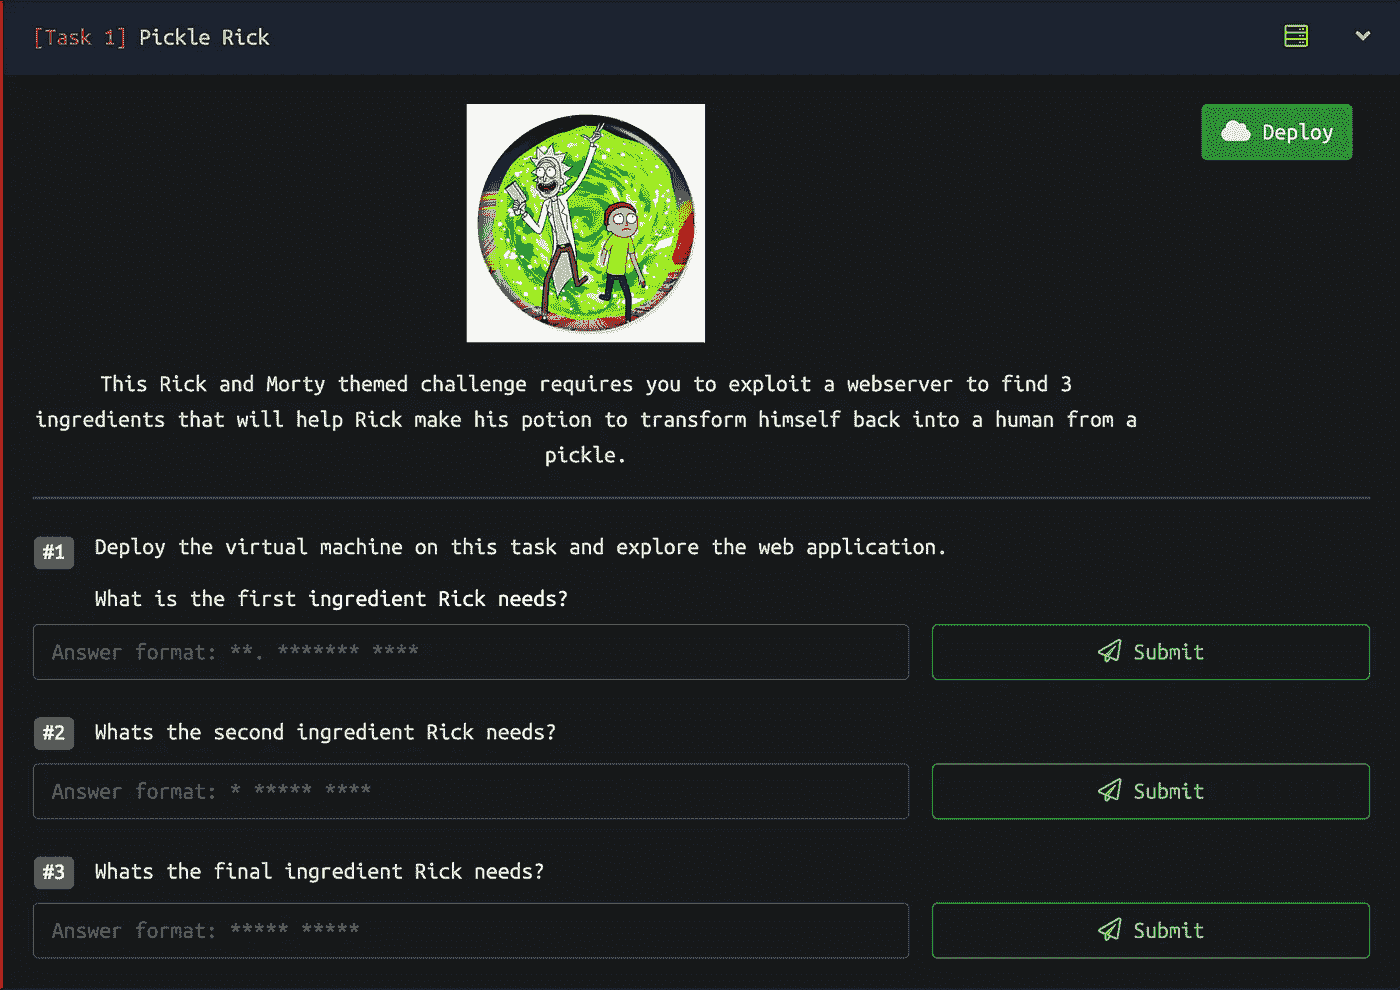 [Task 1] Pickle Rick
Deploy
This Rick and Morty themed challenge requires you to exploit a webserver to find 3
ingredients that will help Rick make his potion to transform himself back into a human from a
pickle.
#1 Deploy the virtual machine on this task and explore the web application.
What is the first ingredient Rick needs?
Answer format: **. ******* **** Submit
#2 Whats the second ingredient Rick needs?
Answer format: * ***** **** Submit
#3 Whats the final ingredient Rick needs?
Answer format: ***** ***** Submit